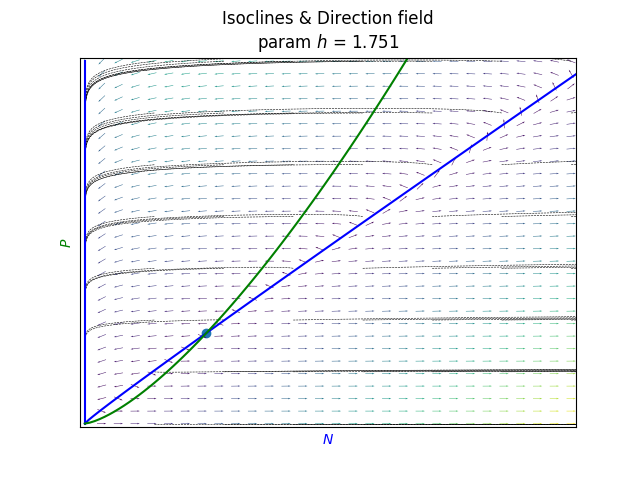 Isoclines & Direction field
param h = 1.751
P
N